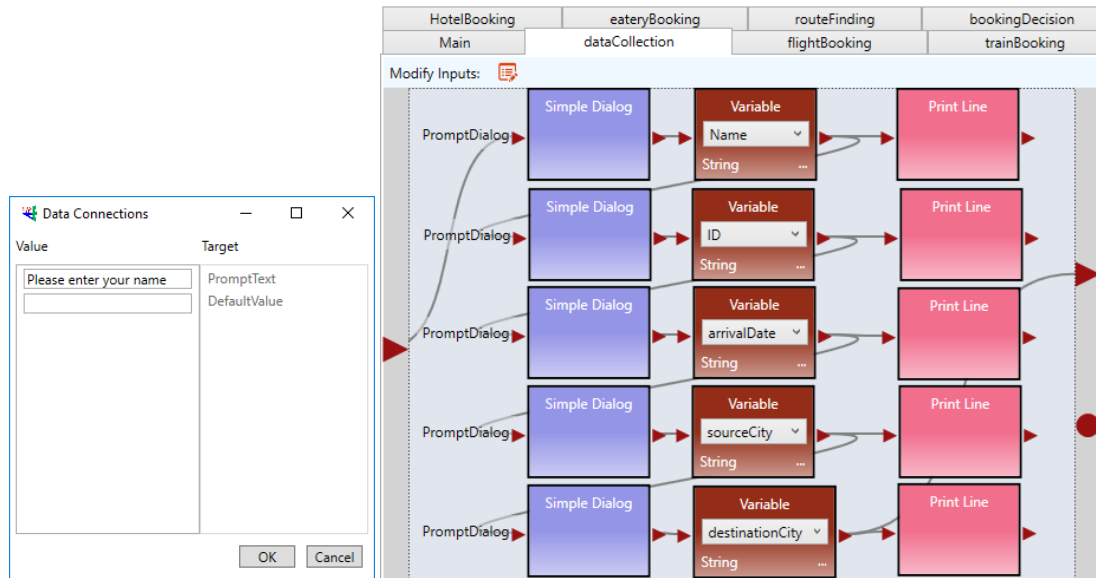 Data Connections
Value Target
Please enter your name PromptText
DefaultValue
OK Cancel
HotelBooking eateryBooking routeFinding bookingDecision
Main dataCollection flightBooking trainBooking
Modify Inputs:
Simple Dialog Variable Print Line
PromptDialog Name
String ...
Simple Dialog Variable Print Line
PromptDialog ID
String ...
Simple Dialog Variable Print Line
PromptDialog arrivalDate
String ...
Simple Dialog Variable Print Line
PromptDialog sourceCity
String ...
Simple Dialog Variable Print Line
PromptDialog destinationCity
String ...